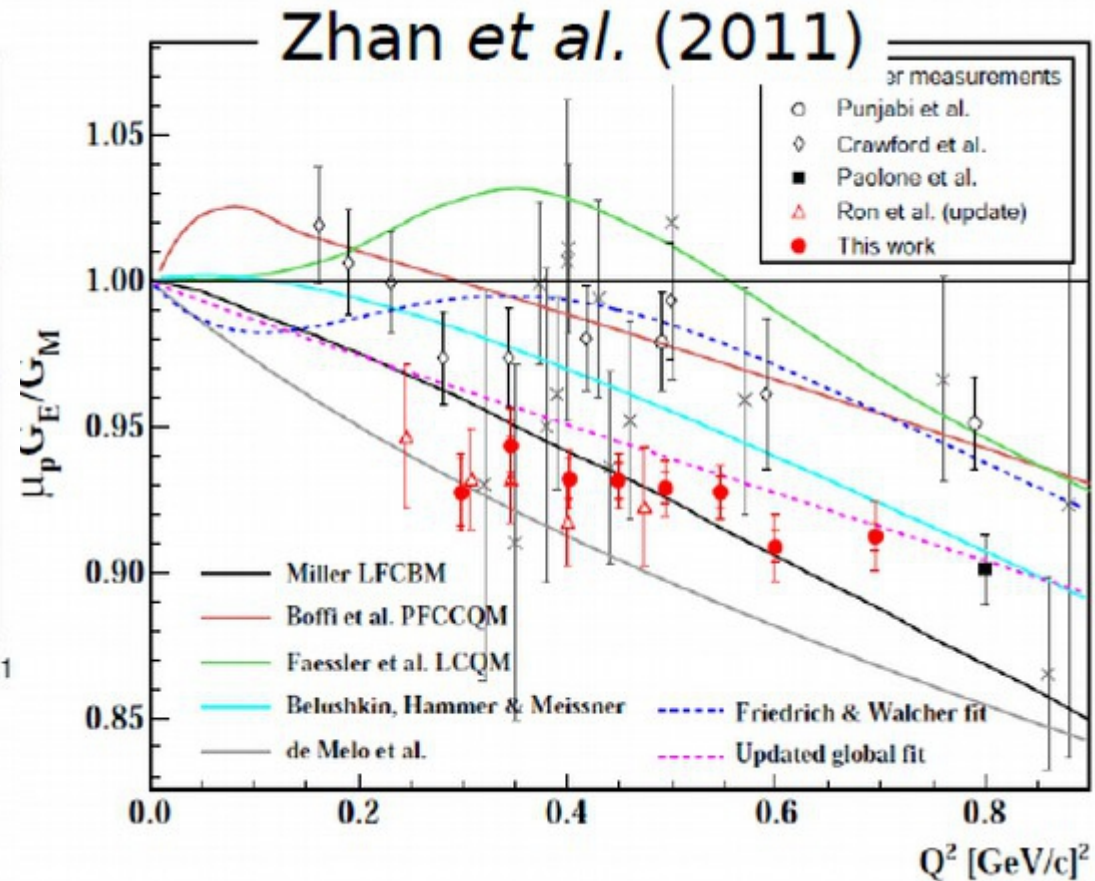 Zhan et al. (2011)
er measurements
Punjabi et al.
Crawford et al.
Paolone et al.
Ron et al. (update)
This work
1.05
1.00
0.95
0.90
0.85
μpGE/GM
Miller LFCBM
Boffi et al. PFCCQM
Faessler et al. LCQM
Belushkin, Hammer & Meissner
de Melo et al.
Friedrich & Walcher fit
Updated global fit
1
0.0 0.2 0.4 0.6 0.8
Q² [GeV/c]²